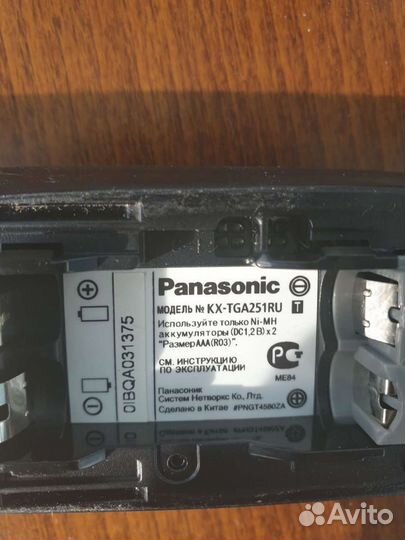 Panasonic
МОДЕЛЬ № KX-TGA251RU T
Используйте только Ni-MH
аккумуляторы (DC1,2 В) x 2
"Размер AAA(R03)".
СМ. ИНСТРУКЦИЮ
ПО ЭКСПЛУАТАЦИИ
ME84
Панасоник
Систем Нетворкс Ко., Лтд.
Сделано в Китае #PNGT4580ZA
0IBQA031375
Avito